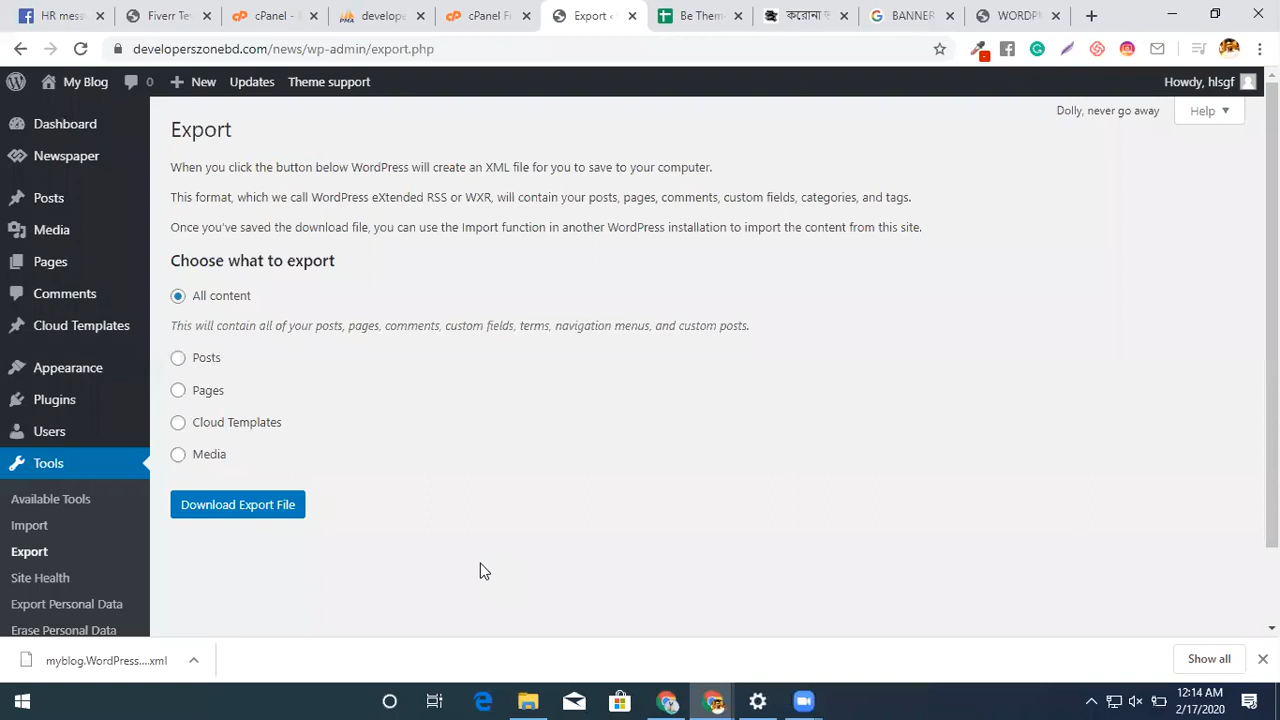 HR mess
Fiverr Te
cPanel -
develop
cPanel F
Export ‹
Be Them
করোনা
BANNER
WORDP
developerszonebd.com/news/wp-admin/export.php
My Blog 0 New Updates Theme support Howdy, hlsgf
Dashboard
Newspaper
Posts
Media
Pages
Comments
Cloud Templates
Appearance
Plugins
Users
Tools
Available Tools
Import
Export
Site Health
Export Personal Data
Erase Personal Data
Dolly, never go away
Help
Export
When you click the button below WordPress will create an XML file for you to save to your computer.
This format, which we call WordPress eXtended RSS or WXR, will contain your posts, pages, comments, custom fields, categories, and tags.
Once you've saved the download file, you can use the Import function in another WordPress installation to import the content from this site.
Choose what to export
All content
This will contain all of your posts, pages, comments, custom fields, terms, navigation menus, and custom posts.
Posts
Pages
Cloud Templates
Media
Download Export File
myblog.WordPress....xml
Show all
12:14 AM
2/17/2020